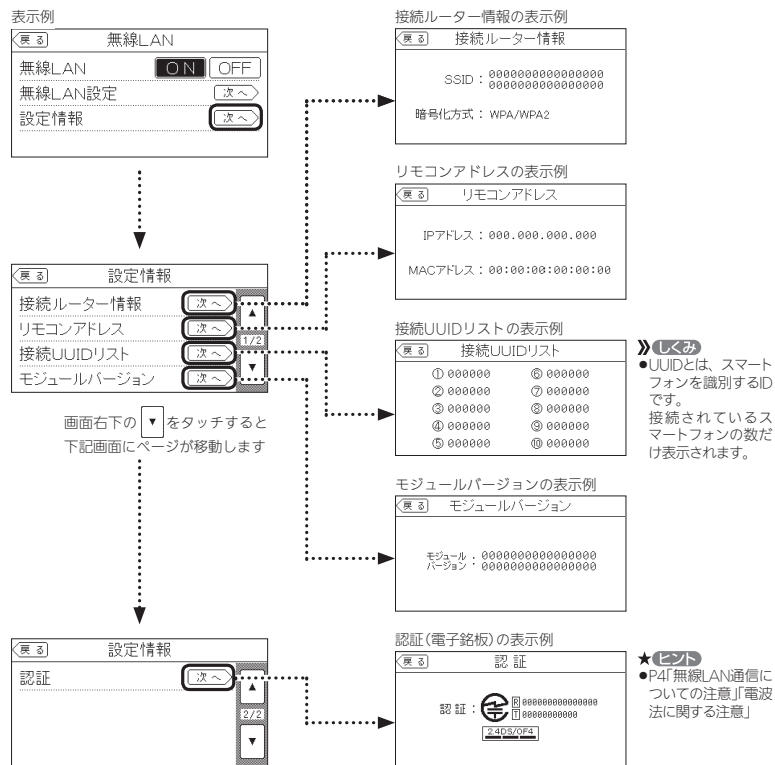 表示例
戻る 無線LAN
無線LAN ON OFF
無線LAN設定 次へ
設定情報 次へ
戻る 設定情報
接続ルーター情報 次へ
リモコンアドレス 次へ
接続UUIDリスト 次へ
モジュールバージョン 次へ
▲
1/2
▼
画面右下の ▼ をタッチすると
下記画面にページが移動します
戻る 設定情報
認証 次へ
▲
2/2
▼
接続ルーター情報の表示例
戻る 接続ルーター情報
SSID : 0000000000000000
0000000000000000
暗号化方式 : WPA/WPA2
リモコンアドレスの表示例
戻る リモコンアドレス
IPアドレス : 000.000.000.000
MACアドレス : 00:00:00:00:00:00
接続UUIDリストの表示例
戻る 接続UUIDリスト
① 000000 ⑥ 000000
② 000000 ⑦ 000000
③ 000000 ⑧ 000000
④ 000000 ⑨ 000000
⑤ 000000 ⑩ 000000
しくみ
●UUIDとは、スマート
フォンを識別するID
です。
接続されているス
マートフォンの数だ
け表示されます。
モジュールバージョンの表示例
戻る モジュールバージョン
モジュール : 0000000000000000
バージョン : 0000000000000000
認証(電子銘板)の表示例
戻る 認 証
認 証 : R 00000000000000
T 00000000000
2.4DS/OF4
★ヒント
●P4「無線LAN通信に
ついての注意」「電波
法に関する注意」